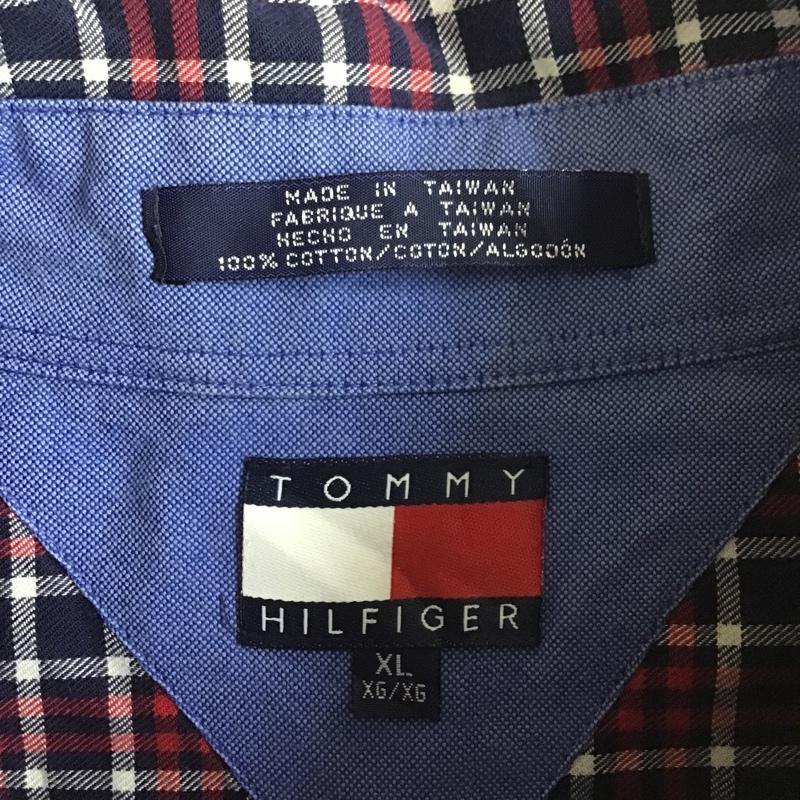 MADE IN TAIWAN
FABRIQUE A TAIWAN
HECHO EN TAIWAN
100% COTTON/COTON/ALGODÓN
TOMMY
HILFIGER
XL
XG/XG